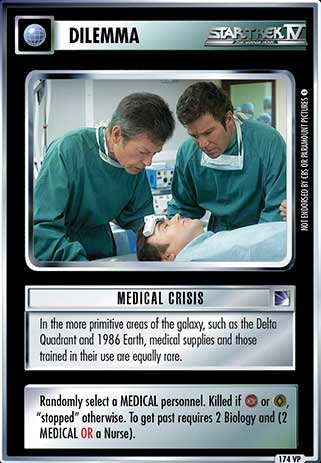 DILEMMA
STAR TREK IV
THE VOYAGE HOME
NOT ENDORSED BY CBS OR PARAMOUNT PICTURES
MEDICAL CRISIS
In the more primitive areas of the galaxy, such as the Delta
Quadrant and 1986 Earth, medical supplies and those
trained in their use are equally rare.
Randomly select a MEDICAL personnel. Killed if or ,
"stopped" otherwise. To get past requires 2 Biology and (2
MEDICAL OR a Nurse).
174 VP